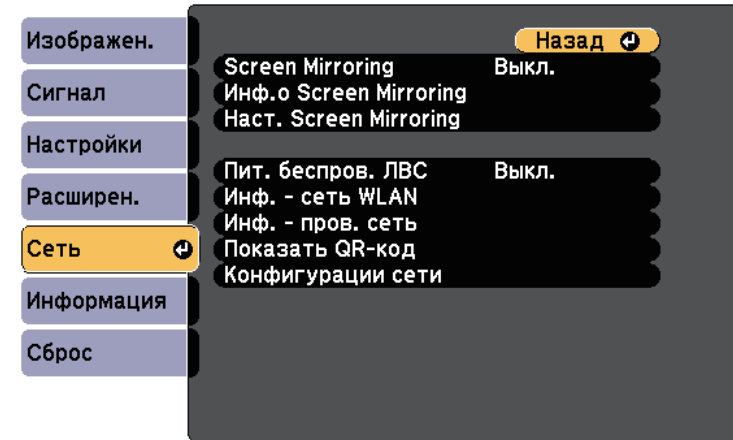 Изображен.
Сигнал
Настройки
Расширен.
Сеть
Информация
Сброс
Назад
Screen Mirroring Выкл.
Инф.о Screen Mirroring
Наст. Screen Mirroring
Пит. беспров. ЛВС Выкл.
Инф. - сеть WLAN
Инф. - пров. сеть
Показать QR-код
Конфигурации сети